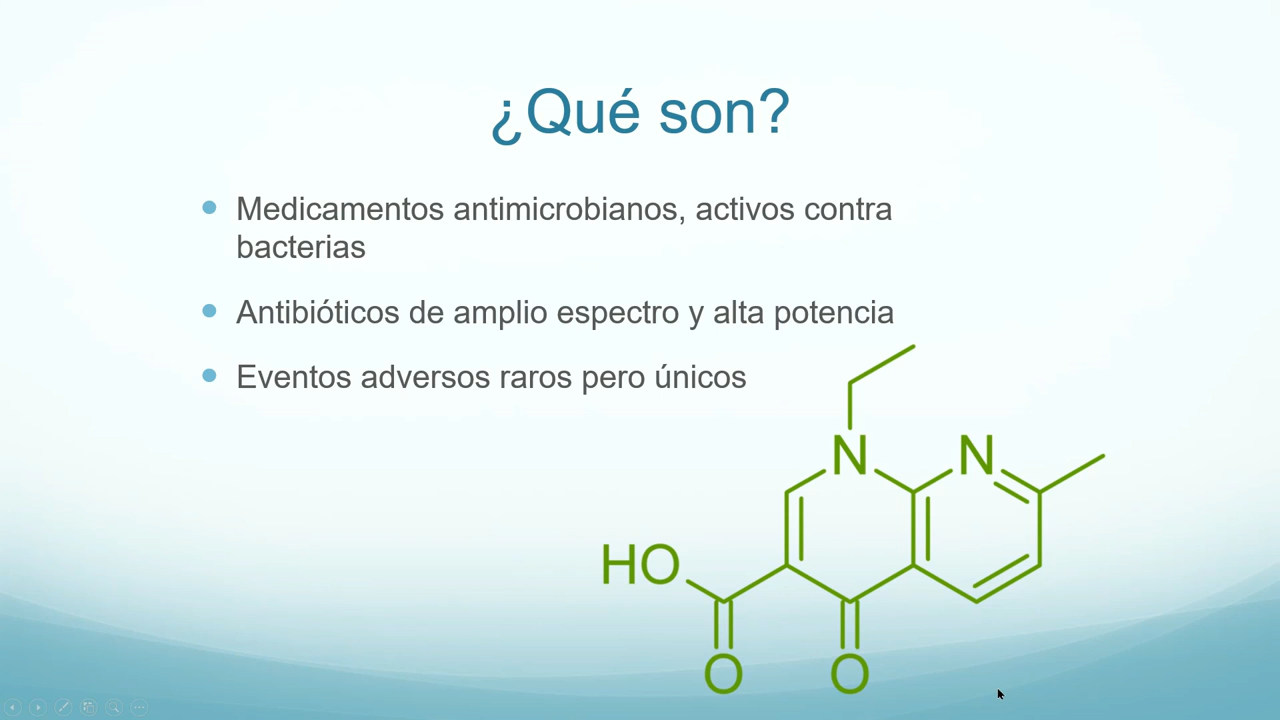 ¿Qué son?
Medicamentos antimicrobianos, activos contra
bacterias
Antibióticos de amplio espectro y alta potencia
Eventos adversos raros pero únicos
N N
HO
O O